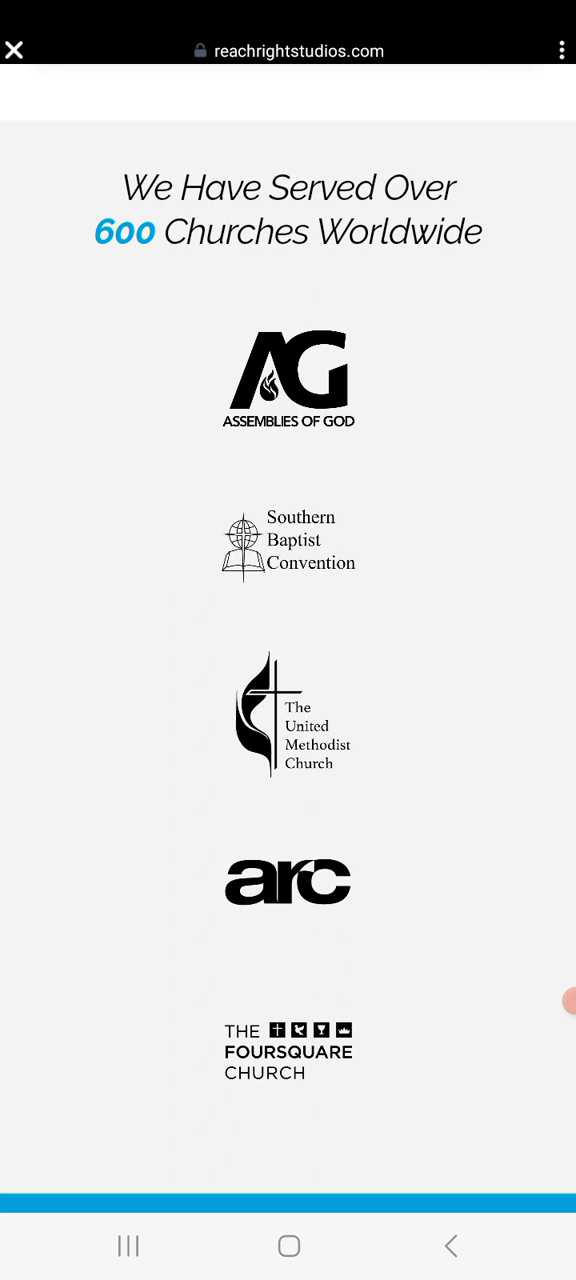 reachrightstudios.com
We Have Served Over
600 Churches Worldwide
AG
ASSEMBLIES OF GOD
Southern
Baptist
Convention
The
United
Methodist
Church
arc
THE
FOURSQUARE
CHURCH